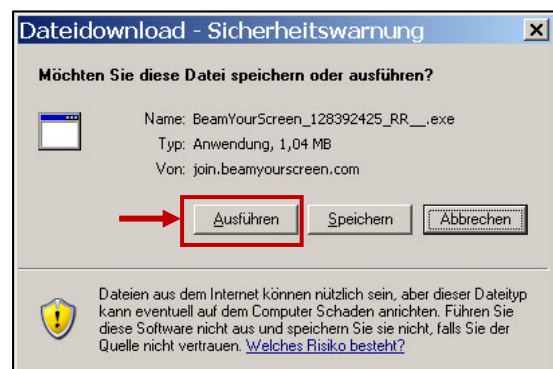 Dateidownload - Sicherheitswarnung
Möchten Sie diese Datei speichern oder ausführen?
Name: BeamYourScreen_128392425_RR__.exe
Typ: Anwendung, 1,04 MB
Von: join.beamyourscreen.com
Ausführen Speichern Abbrechen
Dateien aus dem Internet können nützlich sein, aber dieser Dateityp
kann eventuell auf dem Computer Schaden anrichten. Führen Sie
diese Software nicht aus und speichern Sie sie nicht, falls Sie der
Quelle nicht vertrauen. Welches Risiko besteht?